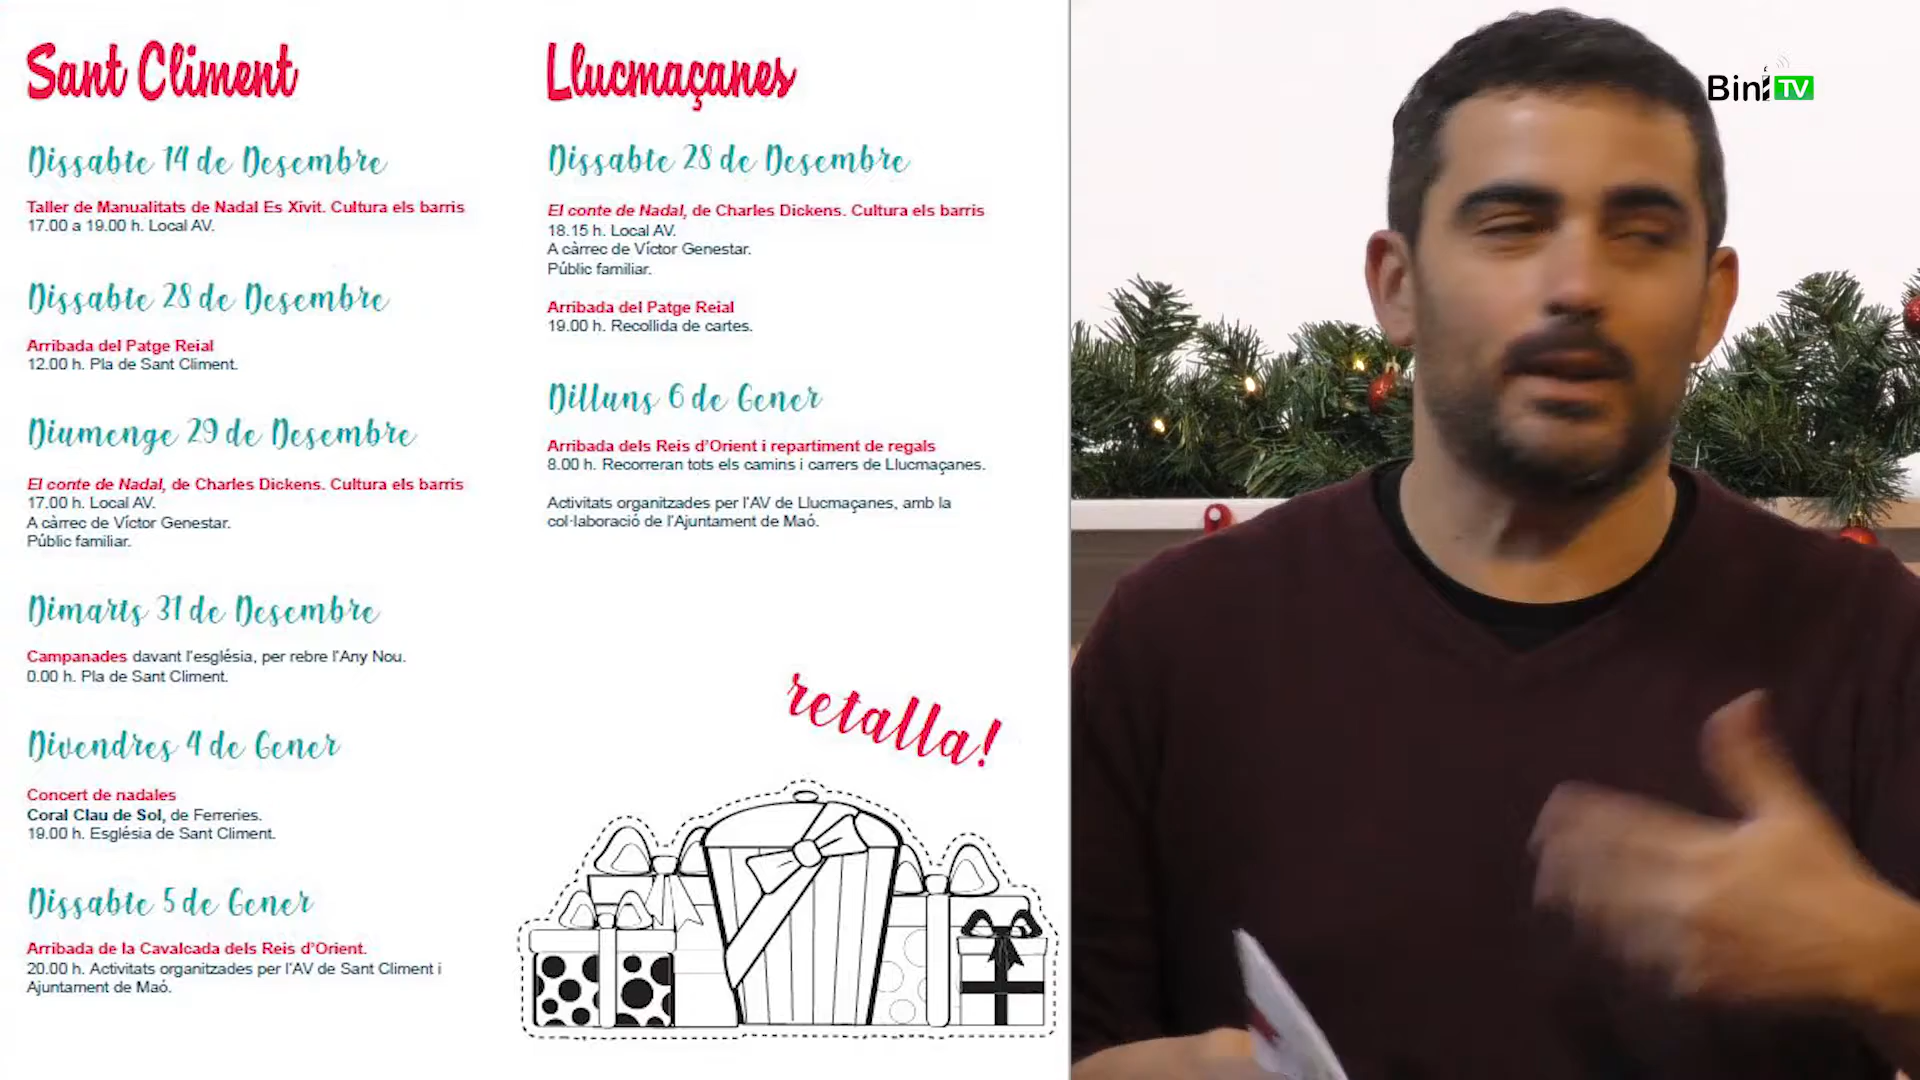 Sant Climent
Dissabte 14 de Desembre
Taller de Manualitats de Nadal Es Xivit. Cultura els barris
17.00 a 19.00 h. Local AV.
Dissabte 28 de Desembre
Arribada del Patge Reial
12.00 h. Pla de Sant Climent.
Diumenge 29 de Desembre
El conte de Nadal, de Charles Dickens. Cultura els barris
17.00 h. Local AV.
A càrrec de Víctor Genestar.
Públic familiar.
Dimarts 31 de Desembre
Campanades davant l'església, per rebre l'Any Nou.
0.00 h. Pla de Sant Climent.
Divendres 4 de Gener
Concert de nadales
Coral Clau de Sol, de Ferreries.
19.00 h. Església de Sant Climent.
Dissabte 5 de Gener
Arribada de la Cavalcada dels Reis d'Orient.
20.00 h. Activitats organitzades per l'AV de Sant Climent i
Ajuntament de Maó.
Llucmaçanes
Dissabte 28 de Desembre
El conte de Nadal, de Charles Dickens. Cultura els barris
18.15 h. Local AV.
A càrrec de Víctor Genestar.
Públic familiar.
Arribada del Patge Reial
19.00 h. Recollida de cartes.
Dilluns 6 de Gener
Arribada dels Reis d'Orient i repartiment de regals
8.00 h. Recorreran tots els camins i carrers de Llucmaçanes.
Activitats organitzades per l'AV de Llucmaçanes, amb la
col·laboració de l'Ajuntament de Maó.
retalla!
Bini TV